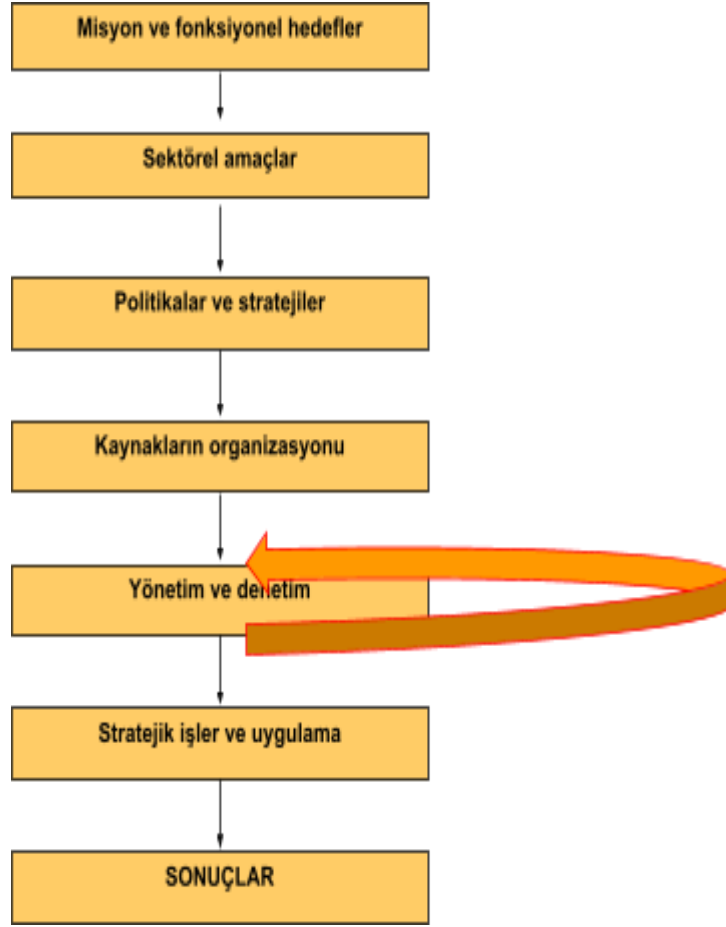 Misyon ve fonksiyonel hedefler
Sektörel amaçlar
Politikalar ve stratejiler
Kaynakların organizasyonu
Yönetim ve denetim
Stratejik işler ve uygulama
SONUÇLAR